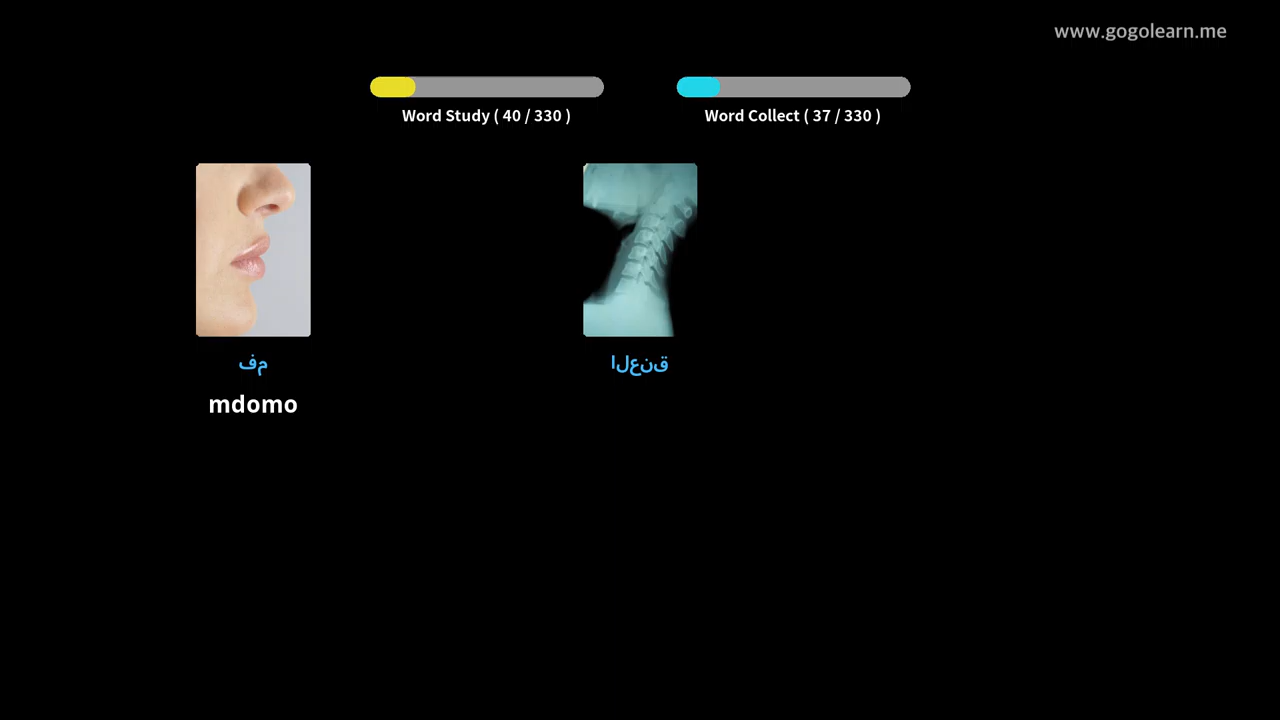 www.gogolearn.me
Word Study ( 40 / 330 )
Word Collect ( 37 / 330 )
فم
العنق
mdomo